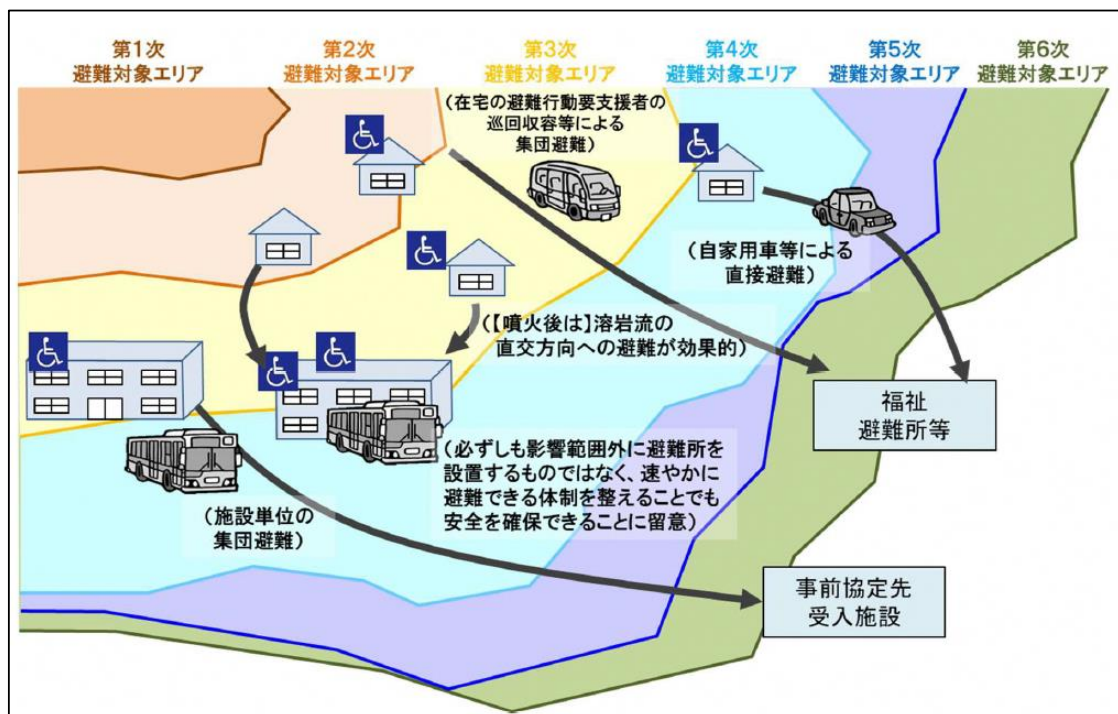 第1次
避難対象エリア
第2次
避難対象エリア
第3次
避難対象エリア
第4次
避難対象エリア
第5次
避難対象エリア
第6次
避難対象エリア
(在宅の避難行動要支援者の
巡回収容等による
集団避難)
(自家用車等による
直接避難)
(【噴火後は】溶岩流の
直交方向への避難が効果的)
福祉
避難所等
(必ずしも影響範囲外に避難所を
設置するものではなく、速やかに
避難できる体制を整えることでも
安全を確保できることに留意)
(施設単位の
集団避難)
事前協定先
受入施設